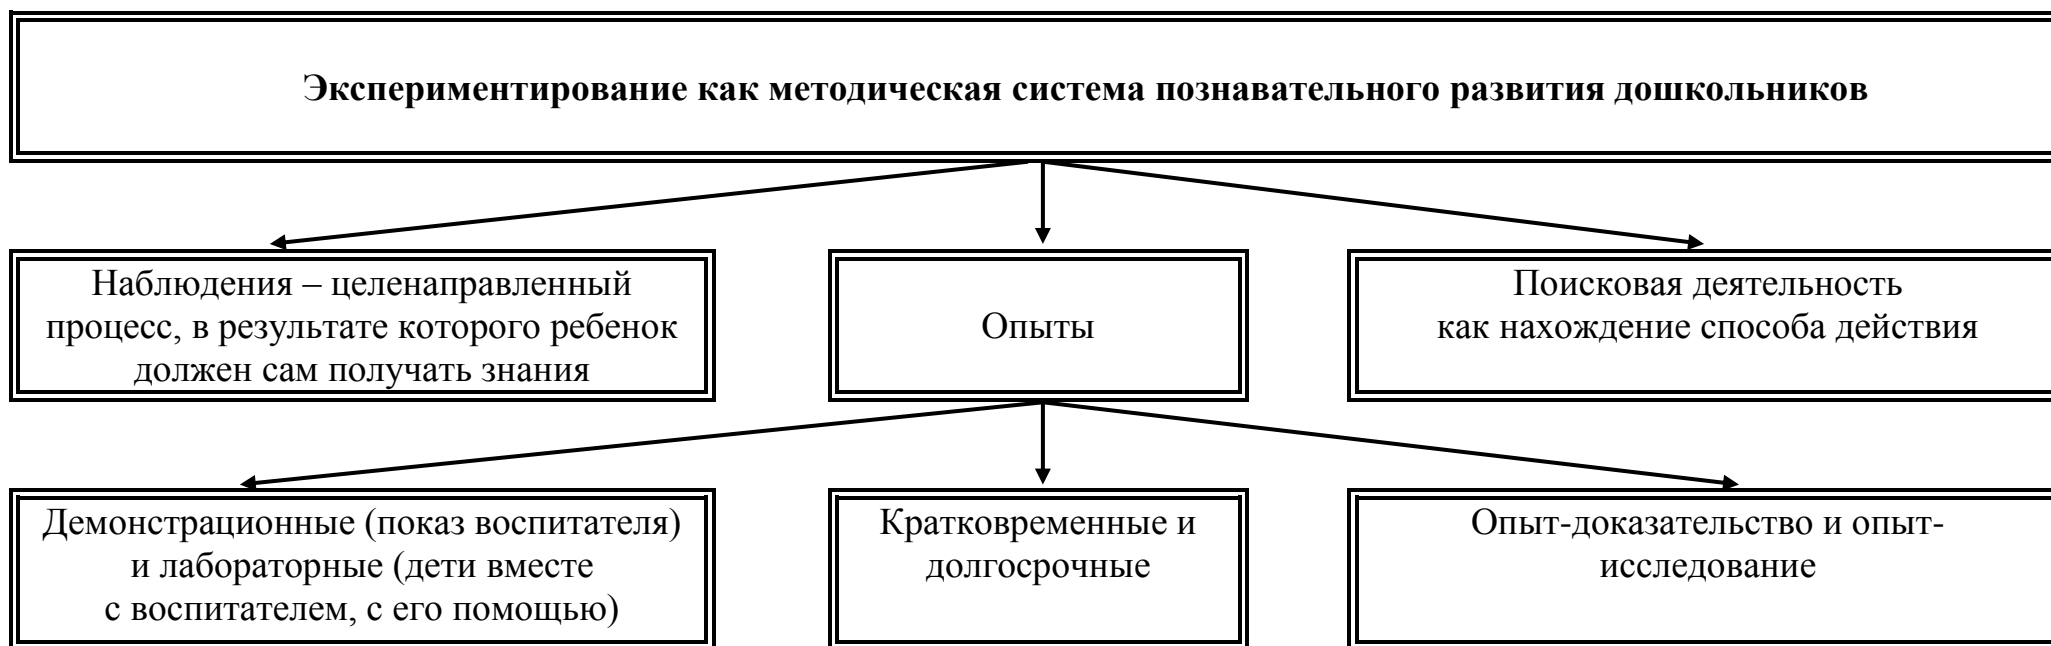 Экспериментирование как методическая система познавательного развития дошкольников
Наблюдения – целенаправленный
процесс, в результате которого ребенок
должен сам получать знания
Опыты
Поисковая деятельность
как нахождение способа действия
Демонстрационные (показ воспитателя)
и лабораторные (дети вместе
с воспитателем, с его помощью)
Кратковременные и
долгосрочные
Опыт-доказательство и опыт-
исследование